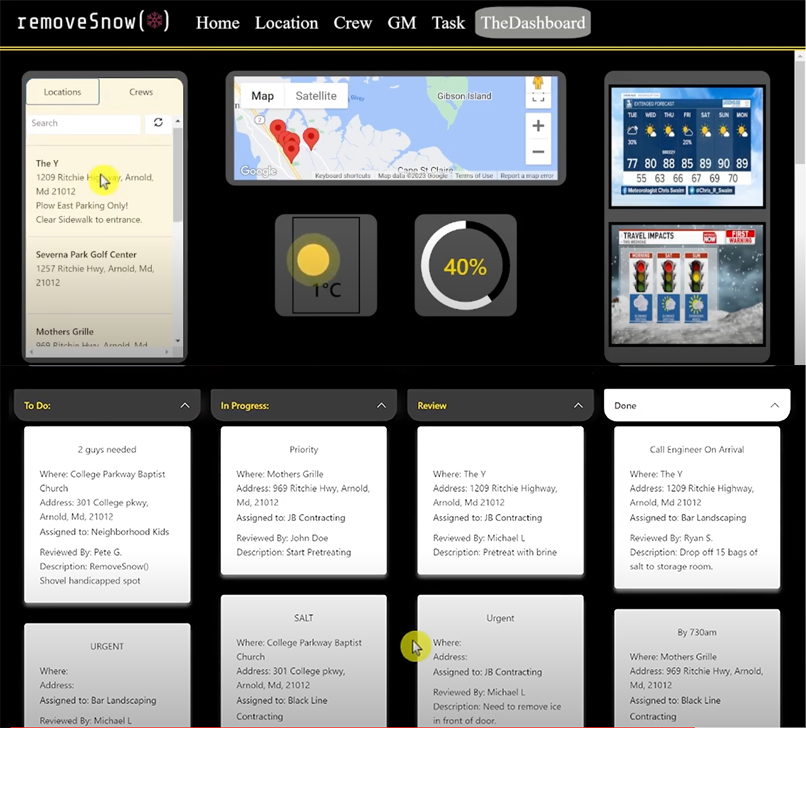 removeSnow(❄)
Home Location Crew GM Task TheDashboard
Locations Crews
Search
The Y
1209 Ritchie Highway, Arnold,
Md 21012
Plow East Parking Only!
Clear Sidewalk to entrance.
Severna Park Golf Center
1257 Ritchie Hwy, Arnold, Md,
21012
Mothers Grille
969 Ritchie Hwy, Arnold, Md
Map Satellite
River
Gibson Island
2
Cape St Claire
Google
Keyboard shortcuts Map data ©2023 Google Terms of Use Report a map error
1°C
40%
EXTENDED FORECAST
TUE WED THU FRI SAT SUN MON
30% 20%
BREEZY
77 80 88 85 89 90 89
55 63 66 67 69 70
Meteorologist Chris Swaim @Chris_R_Swaim
TRAVEL IMPACTS
NOW
FIRST
WARNING
MORNING SAT SUN
To Do:
2 guys needed
Where: College Parkway Baptist
Church
Address: 301 College pkwy,
Arnold, Md, 21012
Assigned to: Neighborhood Kids
Reviewed By: Pete G.
Description: RemoveSnow()
Shovel handicapped spot
URGENT
Where:
Address:
Assigned to: Bar Landscaping
Reviewed By: Michael L
In Progress:
Priority
Where: Mothers Grille
Address: 969 Ritchie Hwy, Arnold,
Md, 21012
Assigned to: JB Contracting
Reviewed By: John Doe
Description: Start Pretreating
SALT
Where: College Parkway Baptist
Church
Address: 301 College pkwy,
Arnold, Md, 21012
Assigned to: Black Line
Contracting
Review
Where: The Y
Address: 1209 Ritchie Highway,
Arnold, Md 21012
Assigned to: JB Contracting
Reviewed By: Michael L
Description: Pretreat with brine
Urgent
Where:
Address:
Assigned to: JB Contracting
Reviewed By: Michael L
Description: Need to remove ice
in front of door.
Done
Call Engineer On Arrival
Where: The Y
Address: 1209 Ritchie Highway,
Arnold, Md 21012
Assigned to: Bar Landscaping
Reviewed By: Ryan S.
Description: Drop off 15 bags of
salt to storage room.
By 730am
Where: Mothers Grille
Address: 969 Ritchie Hwy, Arnold,
Md, 21012
Assigned to: Black Line
Contracting